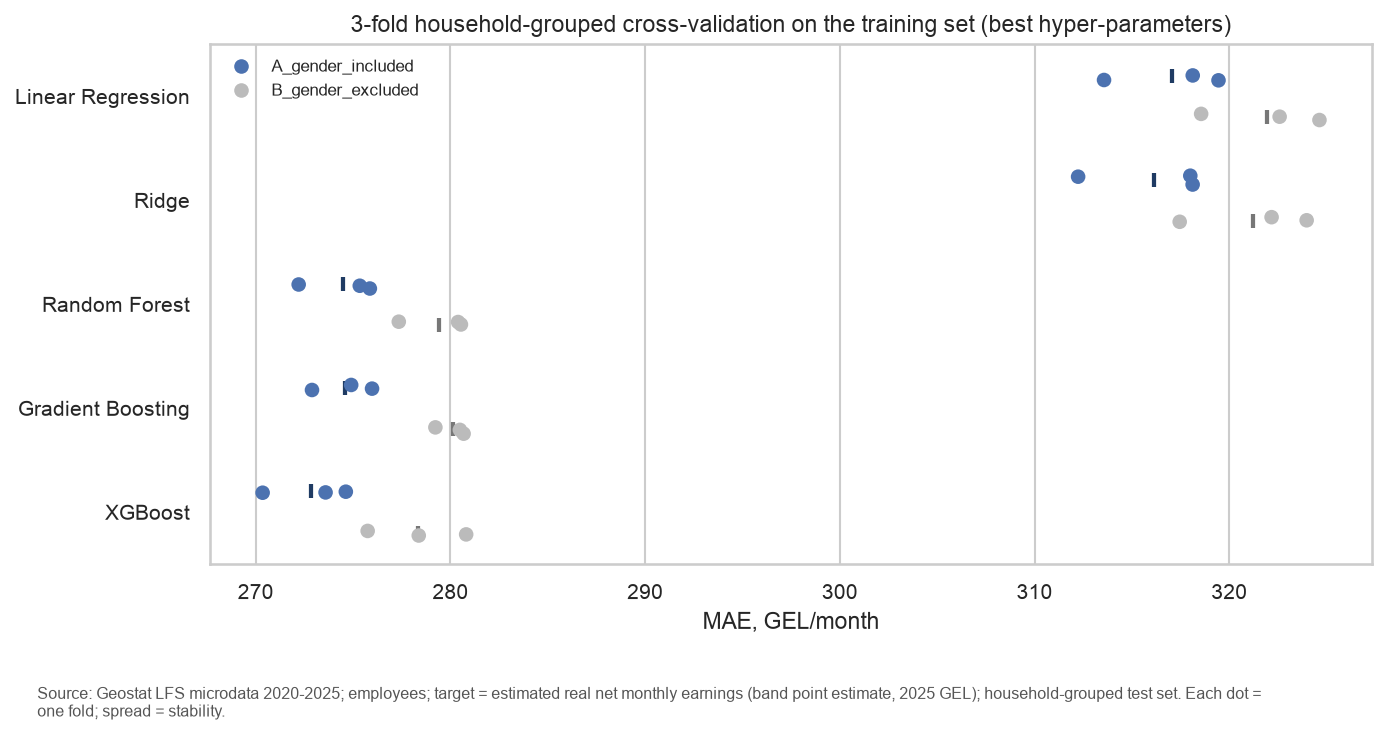 3-fold household-grouped cross-validation on the training set (best hyper-parameters)
A_gender_included
B_gender_excluded
Linear Regression
Ridge
Random Forest
Gradient Boosting
XGBoost
270 280 290 300 310 320
MAE, GEL/month
Source: Geostat LFS microdata 2020-2025; employees; target = estimated real net monthly earnings (band point estimate, 2025 GEL); household-grouped test set. Each dot =
one fold; spread = stability.